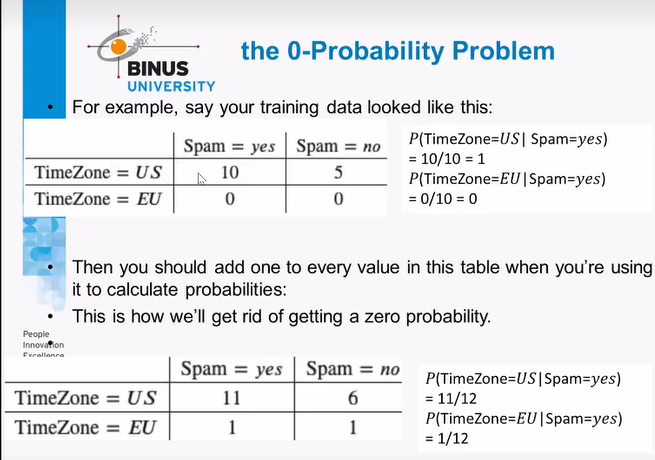 the 0-Probability Problem
BINUS
UNIVERSITY
• For example, say your training data looked like this:
Spam = yes Spam = no
TimeZone = US 10 5
TimeZone = EU 0 0
P(TimeZone=US| Spam=yes)
= 10/10 = 1
P(TimeZone=EU|Spam=yes)
= 0/10 = 0
• Then you should add one to every value in this table when you're using
it to calculate probabilities:
• This is how we'll get rid of getting a zero probability.
People
Innovation
Excellence
Spam = yes Spam = no
TimeZone = US 11 6
TimeZone = EU 1 1
P(TimeZone=US|Spam=yes)
= 11/12
P(TimeZone=EU|Spam=yes)
= 1/12